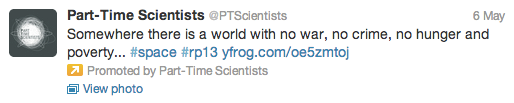 Part-Time Scientists @PTScientists 6 May
Somewhere there is a world with no war, no crime, no hunger and
poverty... #space #rp13 yfrog.com/oe5zmtoj
Promoted by Part-Time Scientists
View photo